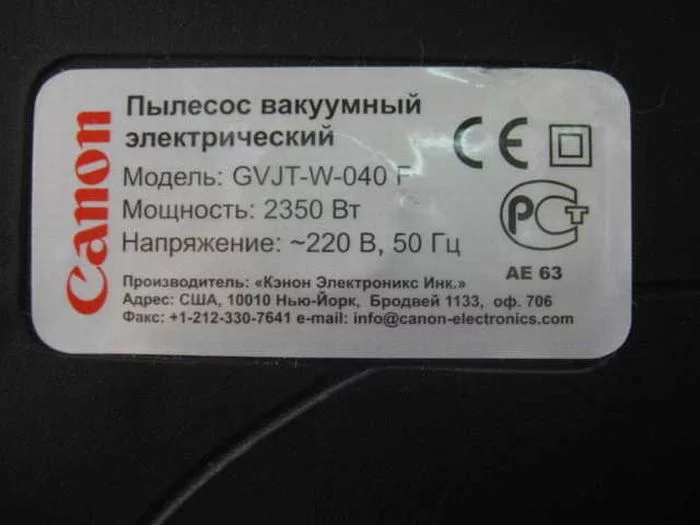 Canon
Пылесос вакуумный
электрический
Модель: GVJT-W-040 F
Мощность: 2350 Вт
Напряжение: ~220 В, 50 Гц
Производитель: «Кэнон Электроникс Инк.»
Адрес: США, 10010 Нью-Йорк, Бродвей 1133, оф. 706
Факс: +1-212-330-7641 e-mail: info@canon-electronics.com
CE
РСТ
АЕ 63